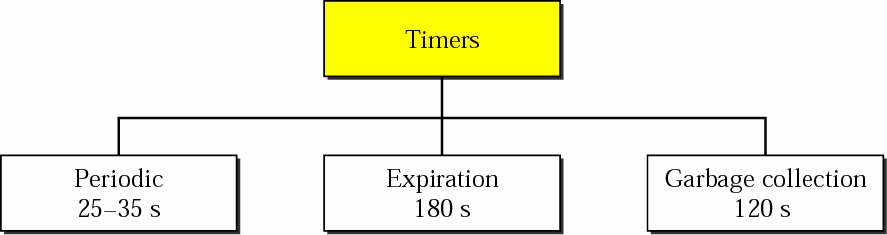 Timers
Periodic
25–35 s
Expiration
180 s
Garbage collection
120 s